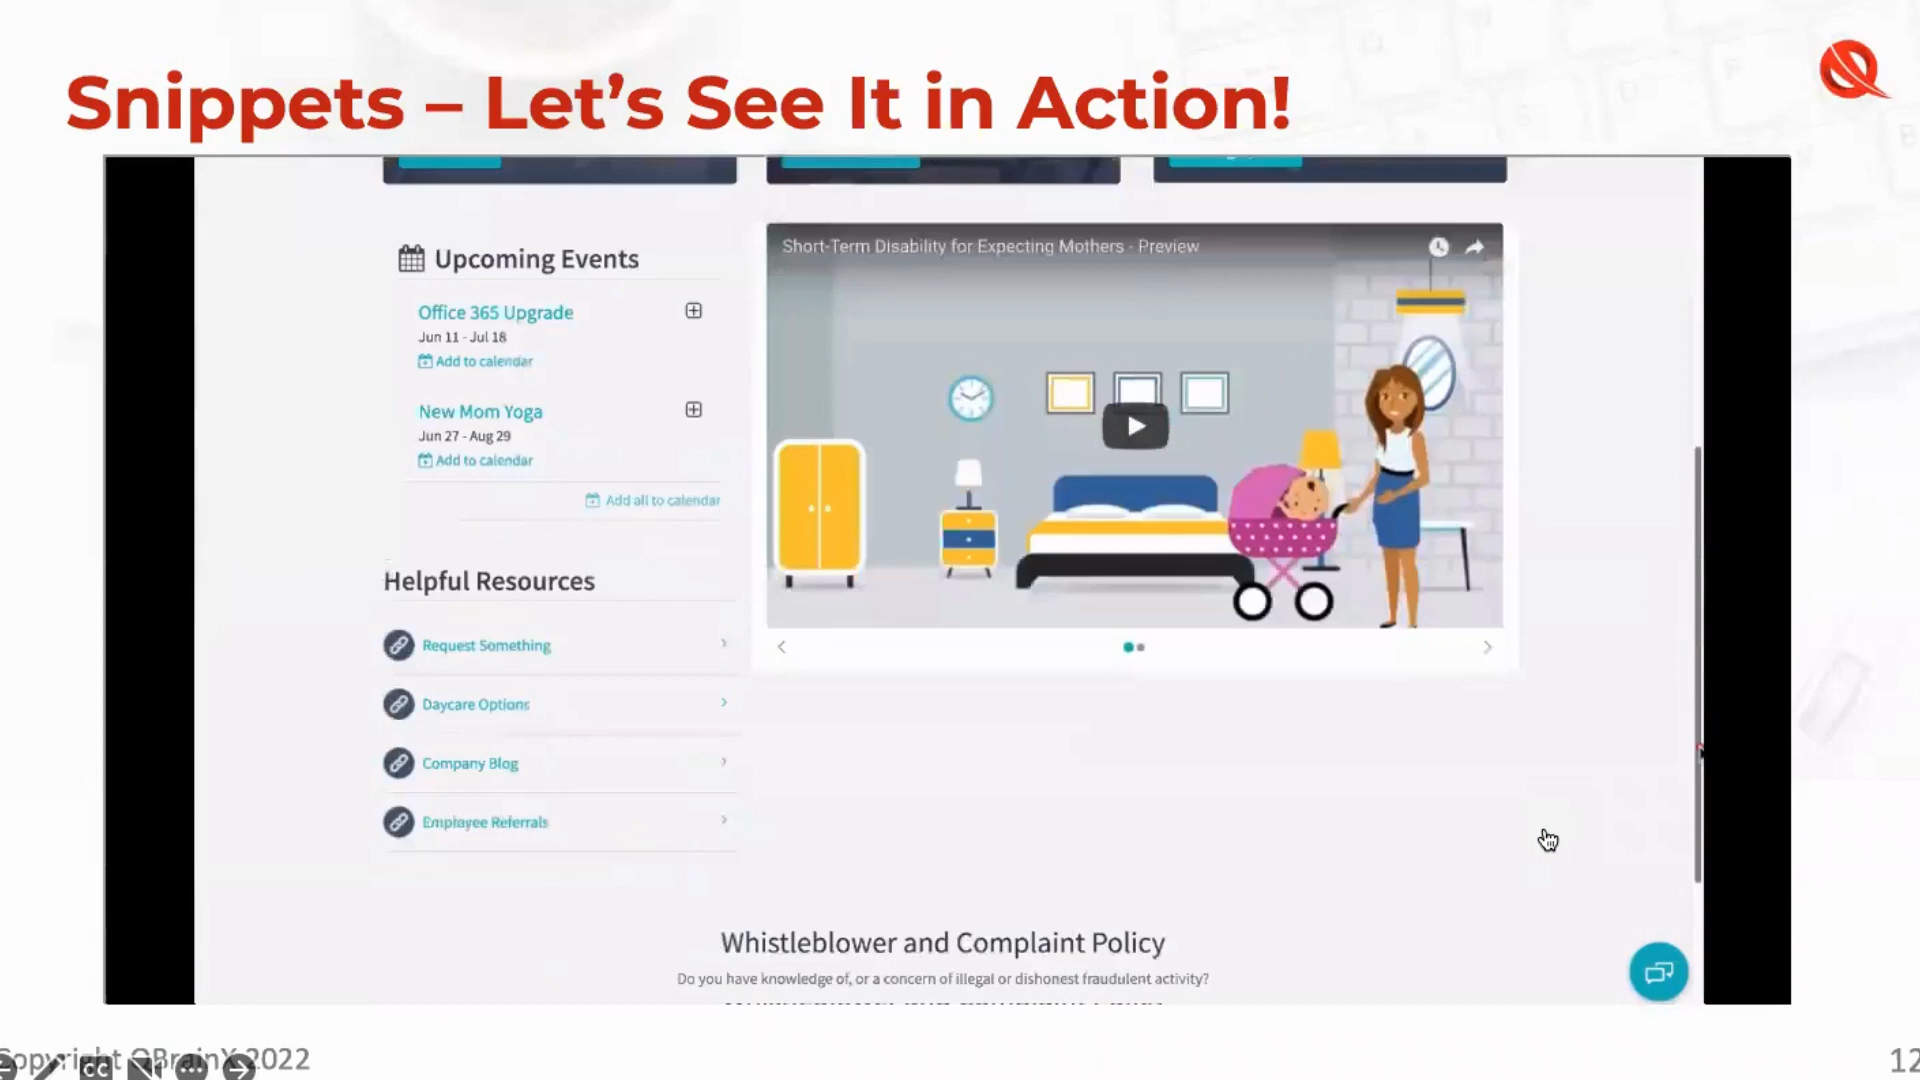 Snippets – Let’s See It in Action!
Upcoming Events
Office 365 Upgrade
Jun 11 - Jul 18
Add to calendar
New Mom Yoga
Jun 27 - Aug 29
Add to calendar
Add all to calendar
Helpful Resources
Request Something
Daycare Options
Company Blog
Employee Referrals
Short-Term Disability for Expecting Mothers - Preview
Whistleblower and Complaint Policy
Do you have knowledge of, or a concern of illegal or dishonest fraudulent activity?
Copyright QBrainX 2022
CC
12